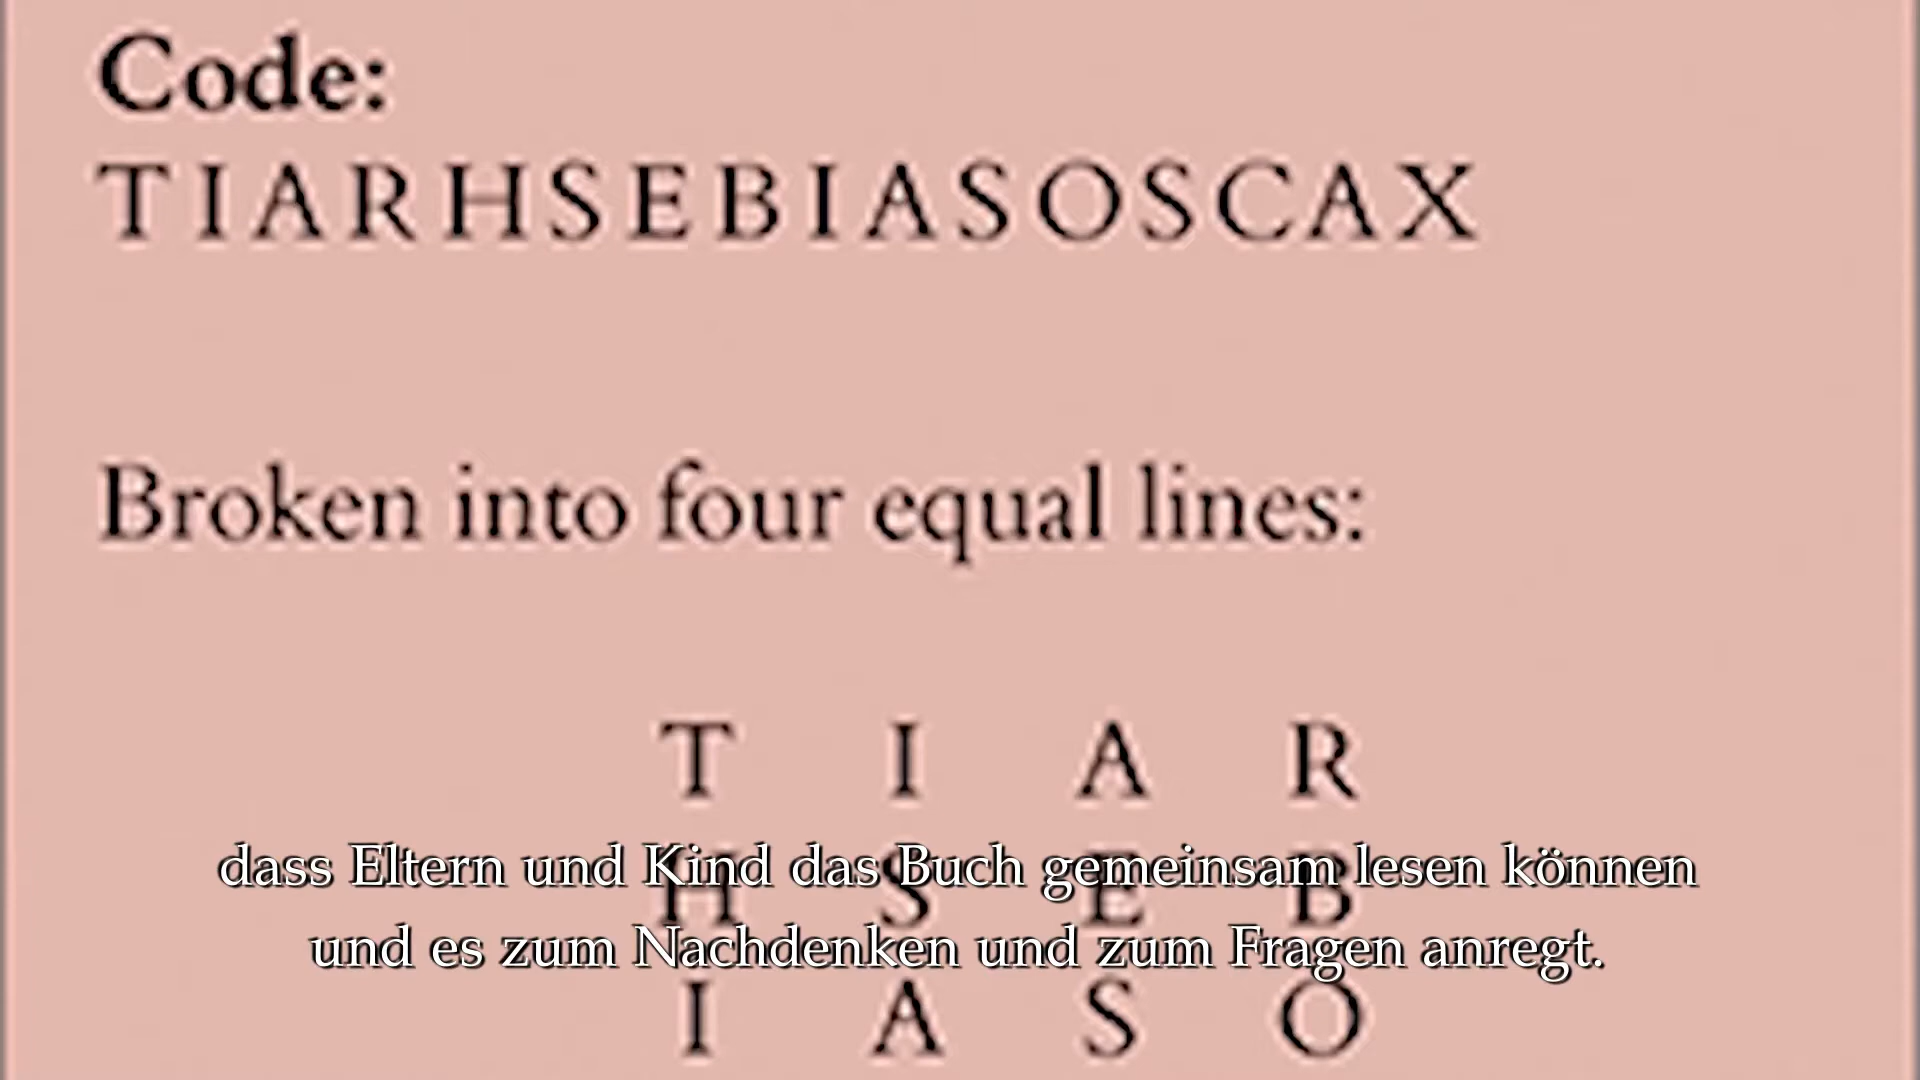 Code:
TIARHSEBIASOSCAX
Broken into four equal lines:
T I A R
H S E B
dass Eltern und Kind das Buch gemeinsam lesen können
und es zum Nachdenken und zum Fragen anregt.
I A S O